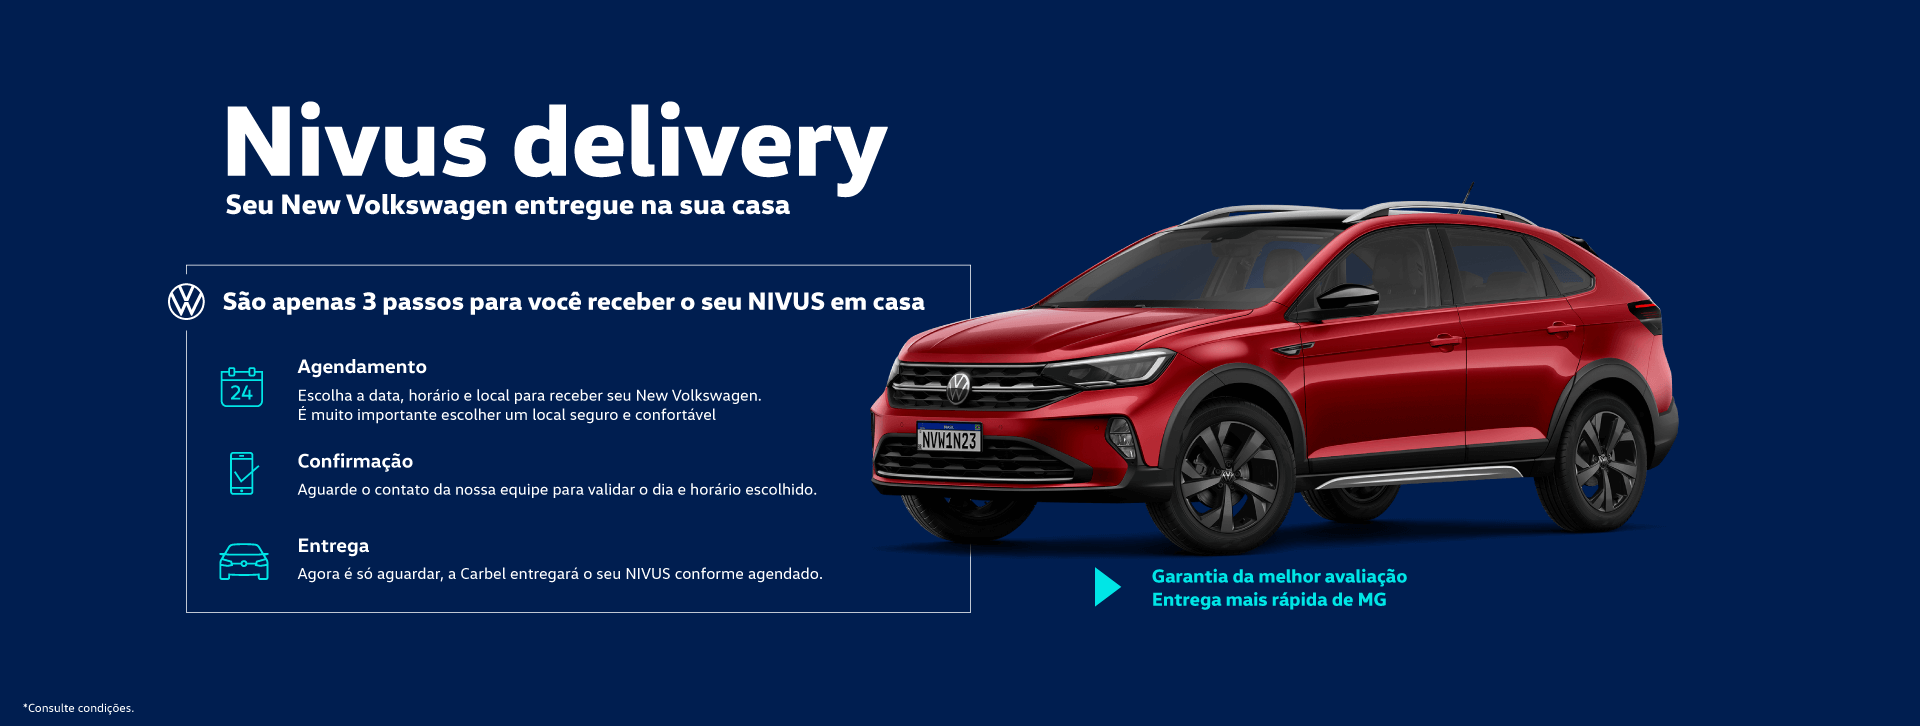 Nivus delivery
Seu New Volkswagen entregue na sua casa
São apenas 3 passos para você receber o seu NIVUS em casa
24
Agendamento
Escolha a data, horário e local para receber seu New Volkswagen.
É muito importante escolher um local seguro e confortável
Confirmação
Aguarde o contato da nossa equipe para validar o dia e horário escolhido.
Entrega
Agora é só aguardar, a Carbel entregará o seu NIVUS conforme agendado.
NVW1N23
Garantia da melhor avaliação
Entrega mais rápida de MG
*Consulte condições.